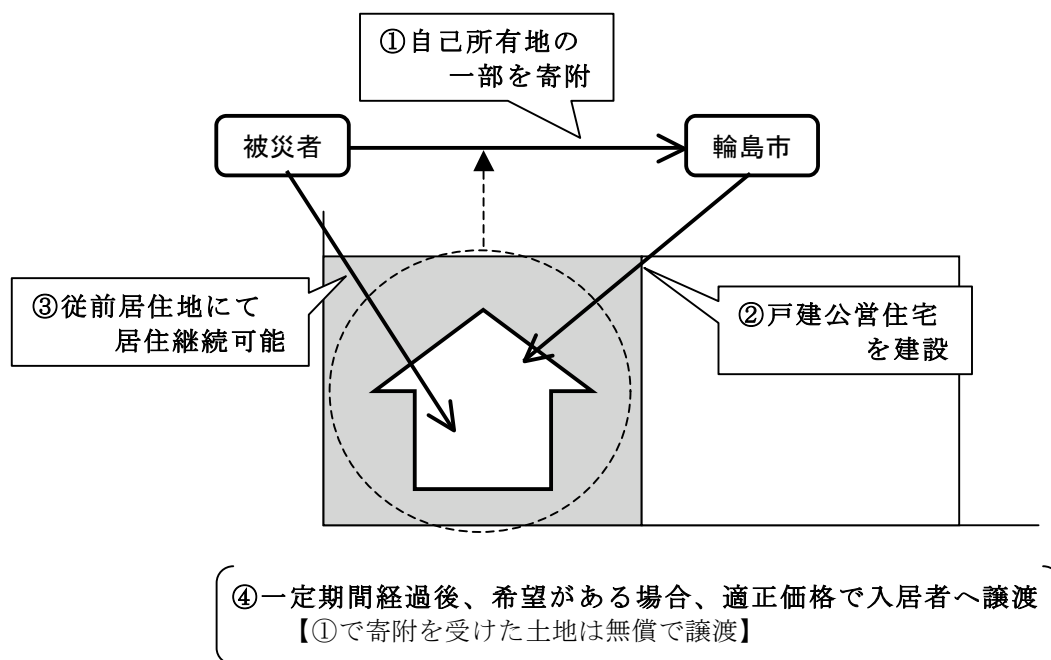 ①自己所有地の
一部を寄附
被災者
輪島市
③従前居住地にて
居住継続可能
②戸建公営住宅
を建設
④一定期間経過後、希望がある場合、適正価格で入居者へ譲渡
【①で寄附を受けた土地は無償で譲渡】